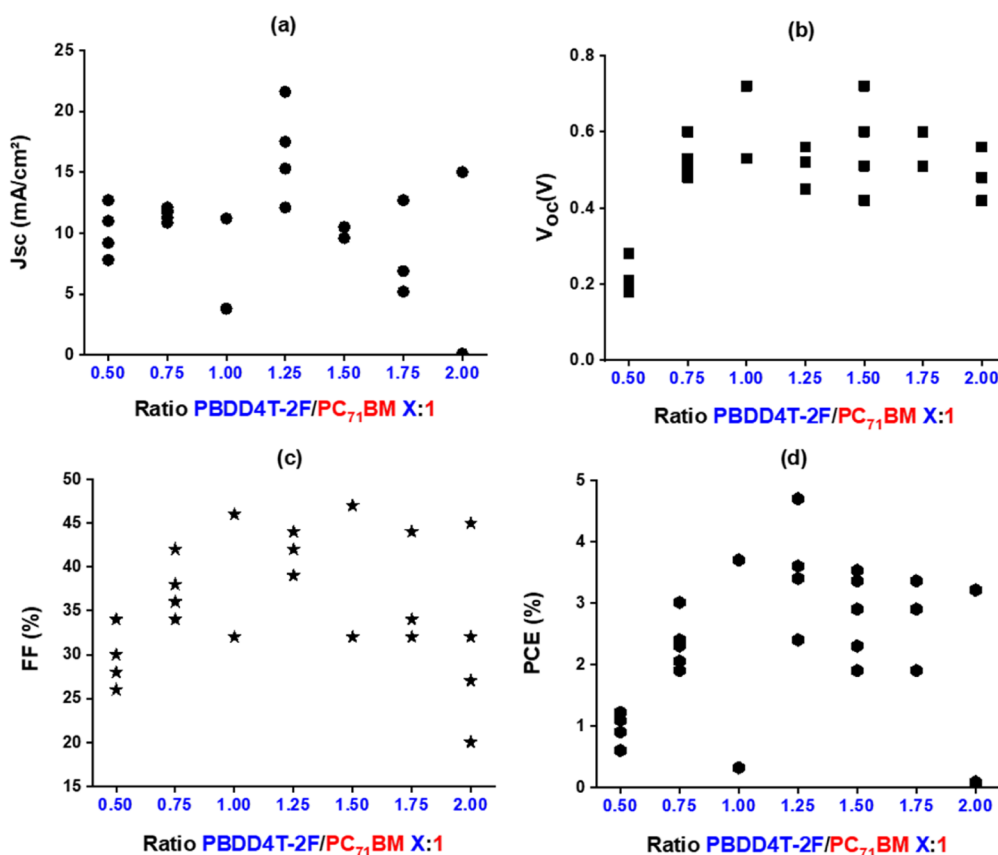 (a)
Jsc (mA/cm²)
25
20
15
10
5
0
0.50 0.75 1.00 1.25 1.50 1.75 2.00
Ratio PBDD4T-2F/PC₇₁BM X:1
(b)
V_OC(V)
0.8
0.6
0.4
0.2
0.0
0.50 0.75 1.00 1.25 1.50 1.75 2.00
Ratio PBDD4T-2F/PC₇₁BM X:1
(c)
FF (%)
50
45
40
35
30
25
20
15
0.50 0.75 1.00 1.25 1.50 1.75 2.00
Ratio PBDD4T-2F/PC₇₁BM X:1
(d)
PCE (%)
5
4
3
2
1
0
0.50 0.75 1.00 1.25 1.50 1.75 2.00
Ratio PBDD4T-2F/PC₇₁BM X:1